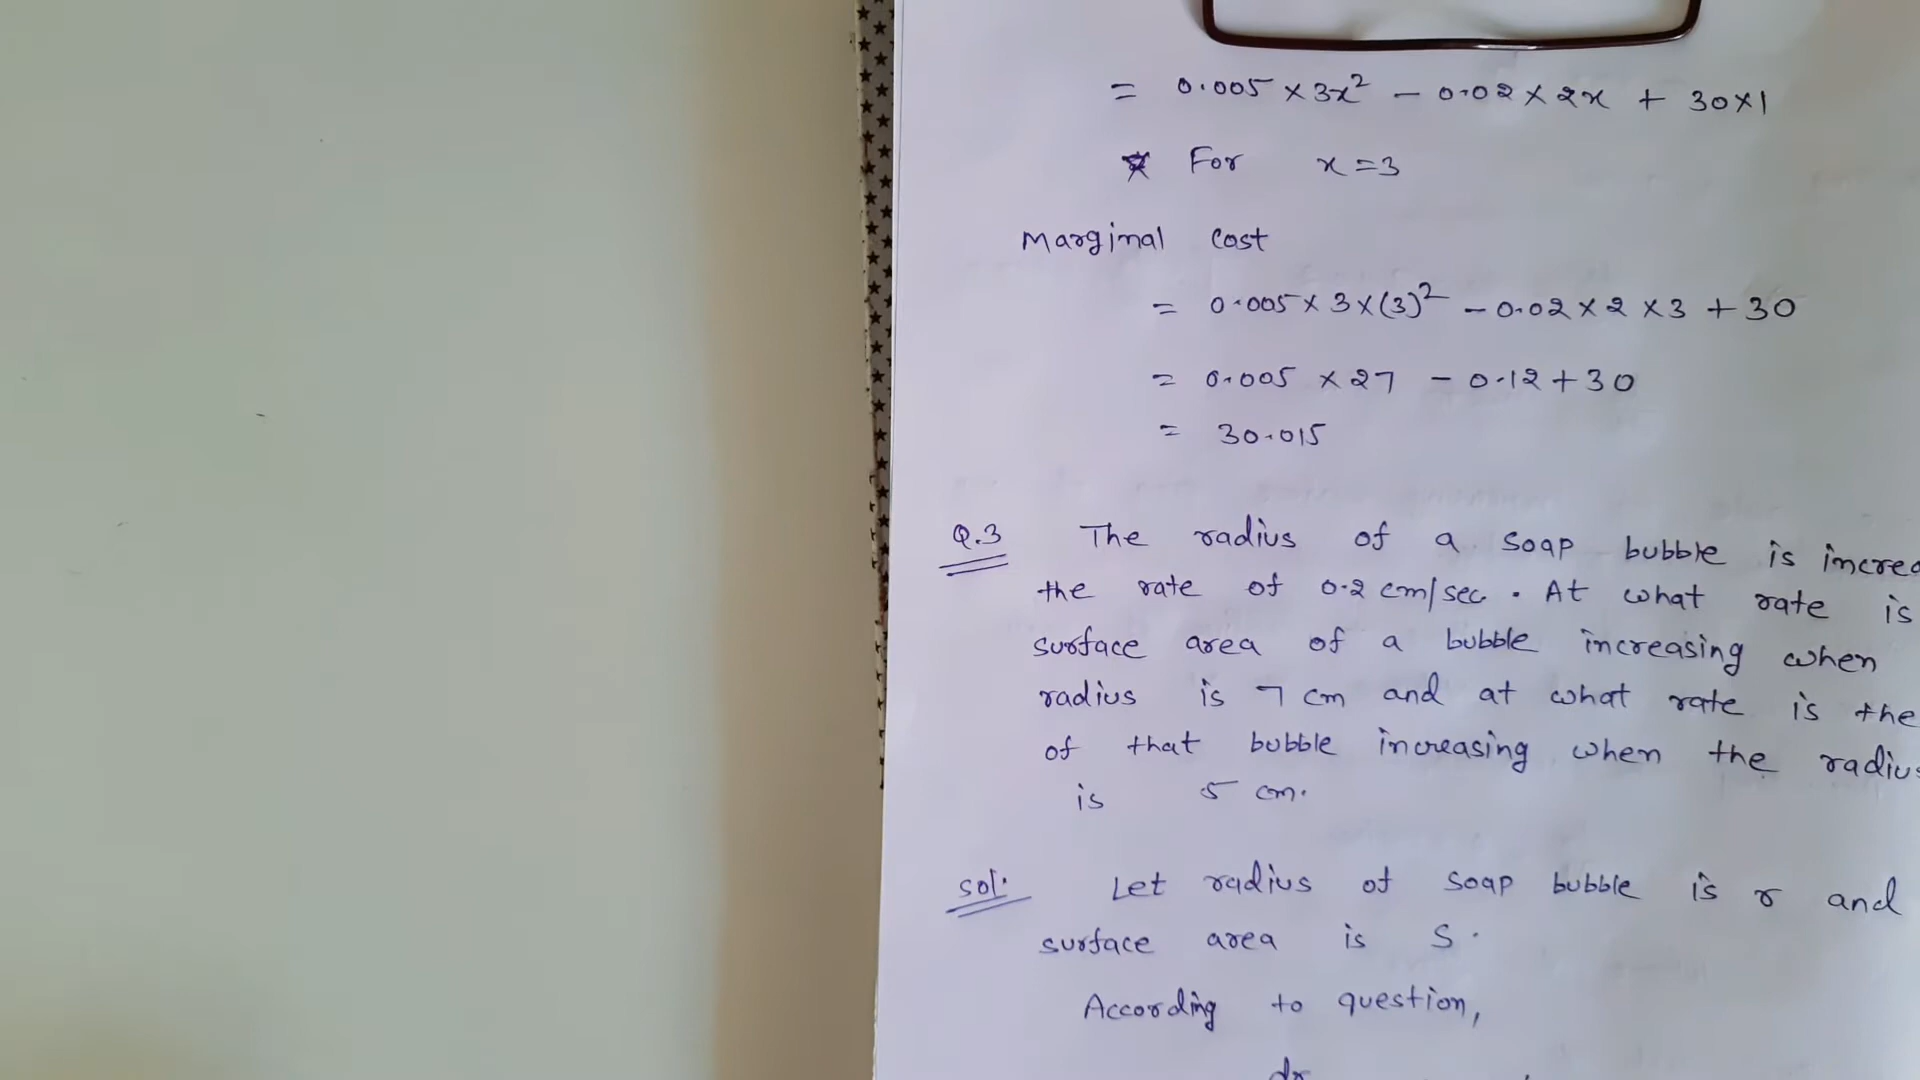 = 0.005 × 3x² - 0.02 × 2x + 30×1
For x = 3
Marginal cost
= 0.005 × 3 × (3)² - 0.02 × 2 × 3 + 30
= 0.005 × 27 - 0.12 + 30
= 30.015
Q.3 The radius of a soap bubble is increa
the rate of 0.2 cm/sec. At what rate is
surface area of a bubble increasing when
radius is 7 cm and at what rate is the
of that bubble increasing when the radius
is 5 cm.
Sol. Let radius of soap bubble is r and
surface area is S.
According to question,
dr